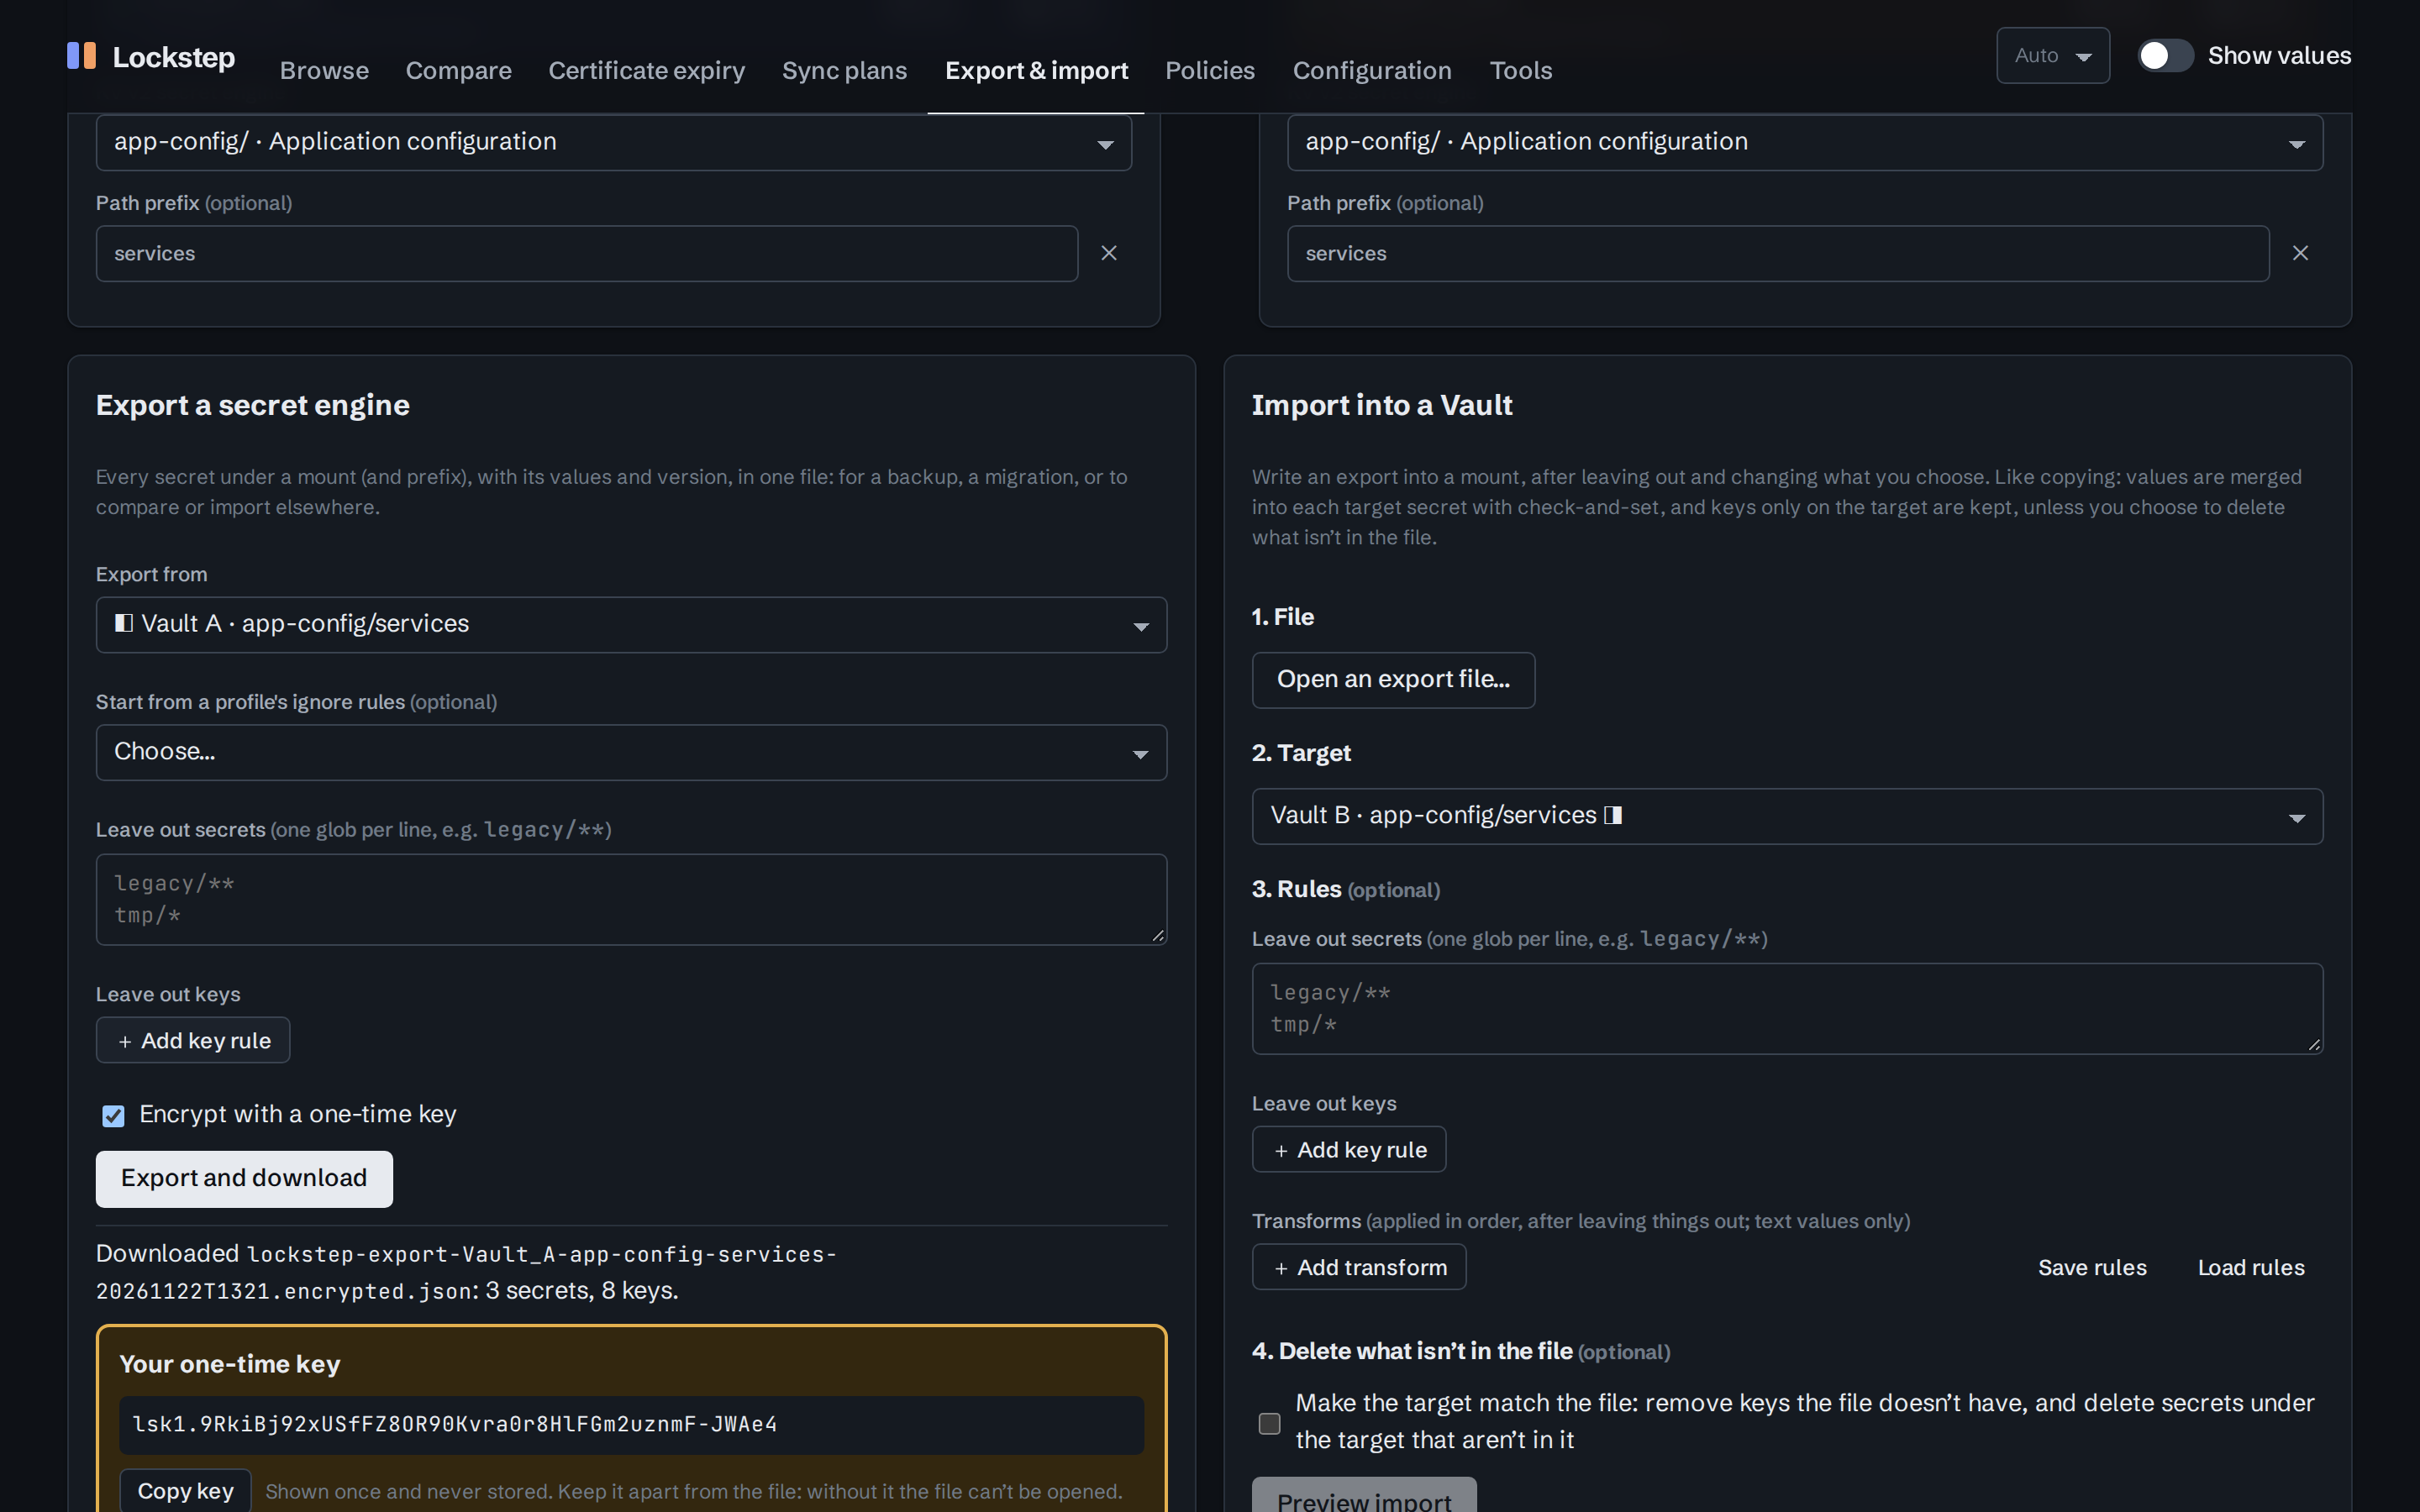 Lockstep
Browse
Compare
Certificate expiry
Sync plans
Export & import
Policies
Configuration
Tools
Auto
Show values
app-config/ · Application configuration
Path prefix (optional)
services
app-config/ · Application configuration
Path prefix (optional)
services
Export a secret engine
Every secret under a mount (and prefix), with its values and version, in one file: for a backup, a migration, or to
compare or import elsewhere.
Export from
Vault A · app-config/services
Start from a profile's ignore rules (optional)
Choose...
Leave out secrets (one glob per line, e.g. legacy/**)
legacy/**
tmp/*
Leave out keys
+ Add key rule
Encrypt with a one-time key
Export and download
Downloaded lockstep-export-Vault_A-app-config-services-
20261122T1321.encrypted.json: 3 secrets, 8 keys.
Your one-time key
lsk1.9RkiBj92xUSfFZ8OR90Kvra0r8HlFGm2uznmF-JWAe4
Copy key
Shown once and never stored. Keep it apart from the file: without it the file can’t be opened.
Import into a Vault
Write an export into a mount, after leaving out and changing what you choose. Like copying: values are merged
into each target secret with check-and-set, and keys only on the target are kept, unless you choose to delete
what isn’t in the file.
1. File
Open an export file...
2. Target
Vault B · app-config/services
3. Rules (optional)
Leave out secrets (one glob per line, e.g. legacy/**)
legacy/**
tmp/*
Leave out keys
+ Add key rule
Transforms (applied in order, after leaving things out; text values only)
+ Add transform
Save rules
Load rules
4. Delete what isn’t in the file (optional)
Make the target match the file: remove keys the file doesn’t have, and delete secrets under
the target that aren’t in it
Preview import